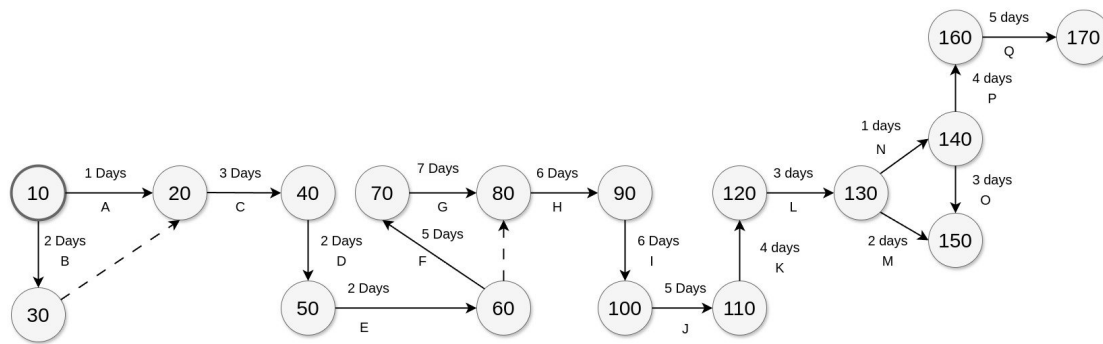 5 days
160
170
Q
4 days
P
1 days
N
140
1 Days
3 Days
7 Days
6 Days
3 days
3 days
O
10
20
40
70
80
90
120
130
A
C
G
H
L
2 days
M
150
2 Days
B
2 Days
D
5 Days
F
6 Days
I
4 days
K
2 Days
5 Days
30
50
60
100
110
E
J